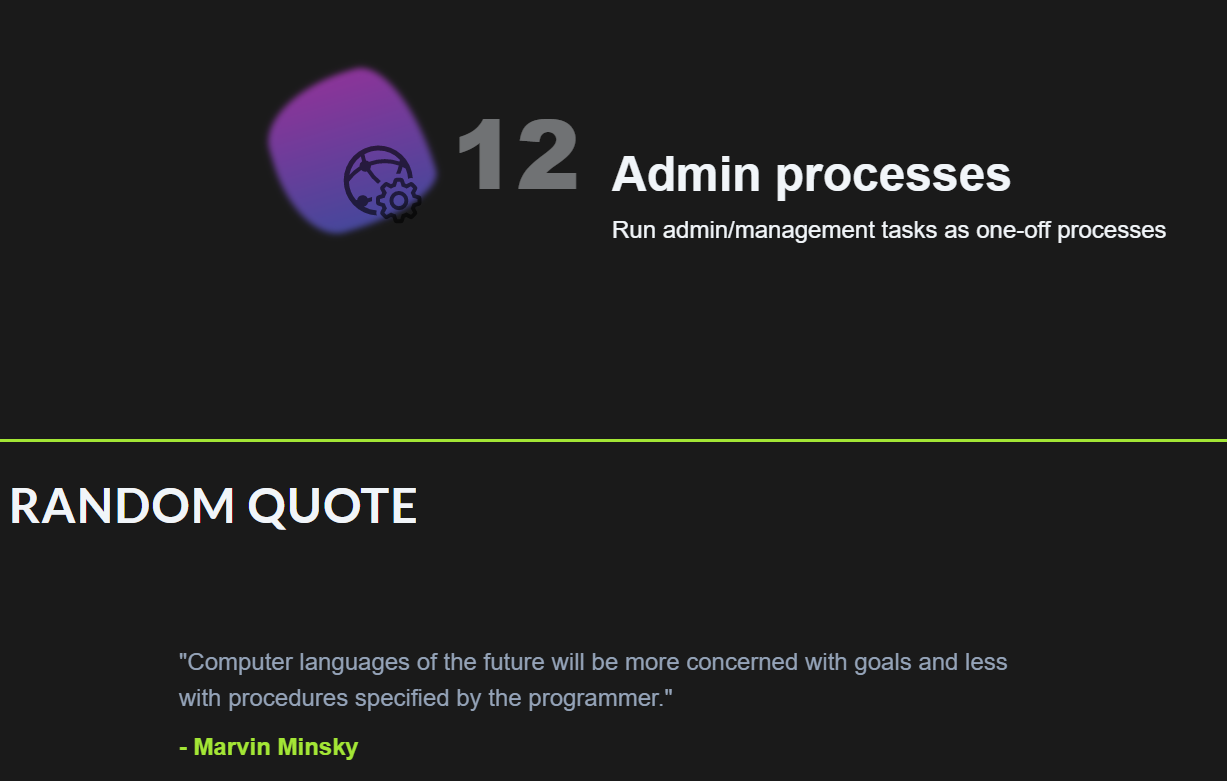 12
Admin processes
Run admin/management tasks as one-off processes
RANDOM QUOTE
"Computer languages of the future will be more concerned with goals and less
with procedures specified by the programmer."
- Marvin Minsky